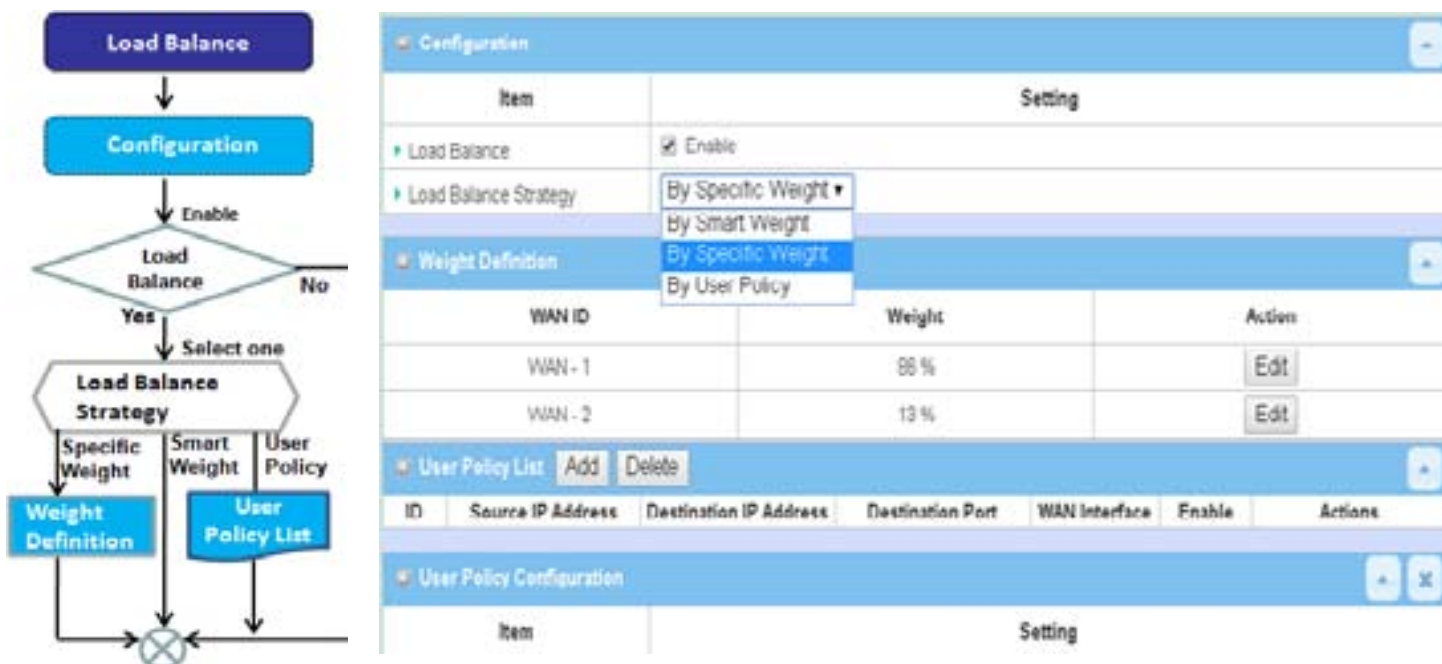 Load Balance
Configuration
Enable
Load
Balance
No
Yes
Select one
Load Balance
Strategy
Specific
Weight
Smart
Weight
User
Policy
Weight
Definition
User
Policy List
Configuration
Item Setting
Load Balance Enable
Load Balance Strategy By Specific Weight
By Smart Weight
By Specific Weight
By User Policy
Weight Definition
WAN ID Weight Action
WAN - 1 % Edit
WAN - 2 13 % Edit
User Policy List Add Delete
ID Source IP Address Destination IP Address Destination Port WAN Interface Enable Actions
User Policy Configuration
Item Setting